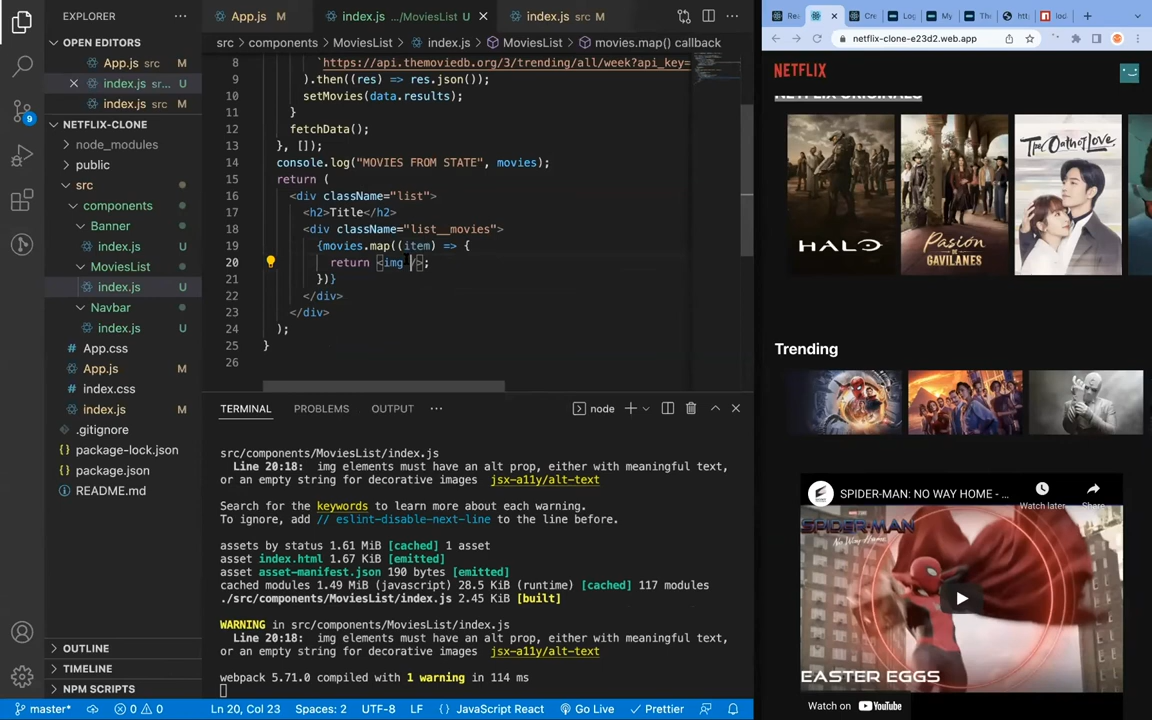 EXPLORER
OPEN EDITORS
App.js src M
index.js sr... U
index.js src M
NETFLIX-CLONE
node_modules
public
src
components
Banner
index.js U
MoviesList
index.js U
Navbar
index.js U
App.css
App.js M
index.css
index.js M
.gitignore
package-lock.json
package.json
README.md
OUTLINE
TIMELINE
NPM SCRIPTS
9
App.js M
index.js .../MoviesList U
index.js src M
src > components > MoviesList > index.js > MoviesList > movies.map() callback
8 `https://api.themoviedb.org/3/trending/all/week?api_key=
9 ).then((res) => res.json());
10 setMovies(data.results);
11 }
12 fetchData();
13 }, []);
14 console.log("MOVIES FROM STATE", movies);
15 return (
16 <div className="list">
17 <h2>Title</h2>
18 <div className="list__movies">
19 {movies.map((item) => {
20 return <img />;
21 })}
22 </div>
23 </div>
24 );
25 }
26
TERMINAL PROBLEMS OUTPUT ... node
src/components/MoviesList/index.js
Line 20:18: img elements must have an alt prop, either with meaningful text,
or an empty string for decorative images jsx-a11y/alt-text
Search for the keywords to learn more about each warning.
To ignore, add // eslint-disable-next-line to the line before.
assets by status 1.61 MiB [cached] 1 asset
asset index.html 1.67 KiB [emitted]
asset asset-manifest.json 190 bytes [emitted]
cached modules 1.49 MiB (javascript) 28.5 KiB (runtime) [cached] 117 modules
./src/components/MoviesList/index.js 2.45 KiB [built]
WARNING in src/components/MoviesList/index.js
Line 20:18: img elements must have an alt prop, either with meaningful text,
or an empty string for decorative images jsx-a11y/alt-text
webpack 5.71.0 compiled with 1 warning in 114 ms
master* 0 0 Ln 20, Col 23 Spaces: 2 UTF-8 LF JavaScript React Go Live Prettier
Re Cre Log My The htt loc
netflix-clone-e23d2.web.app
NETFLIX
NETFLIX ORIGINALS
HALO
Pasión
de
GAVILANES
The Oath of Love
Trending
SPIDER-MAN: NO WAY HOME - ...
Watch later
Share
SPIDER-MAN
NO WAY HOME
EASTER EGGS
Watch on YouTube